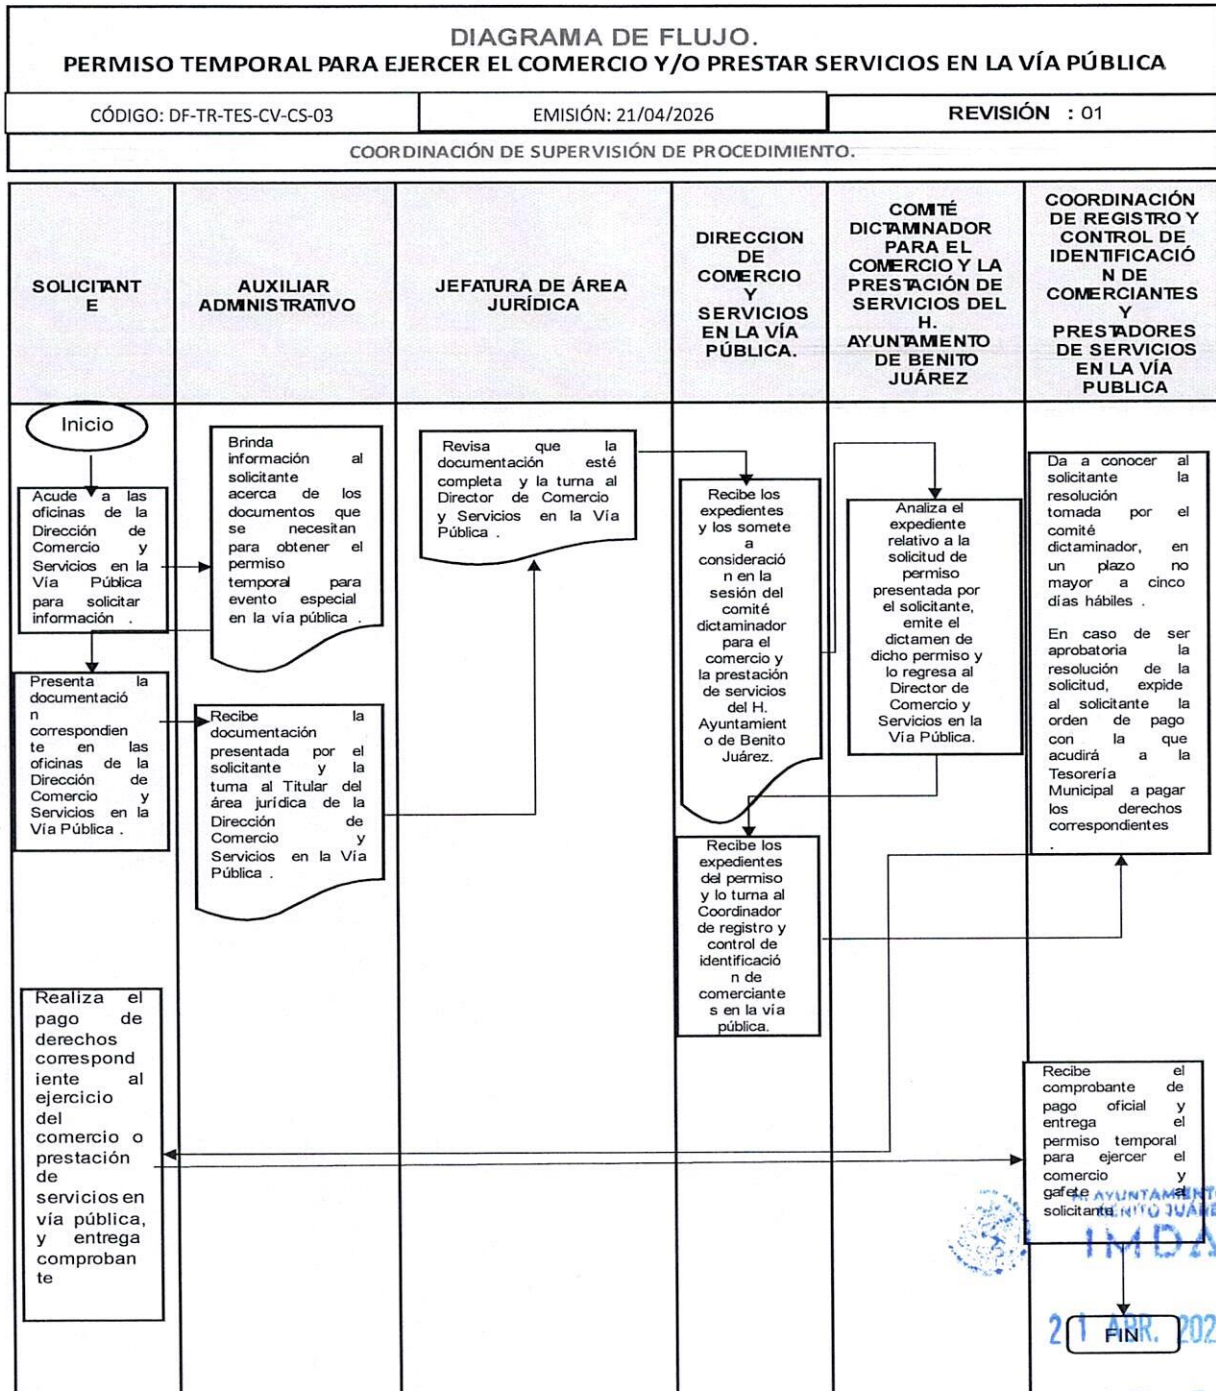 DIAGRAMA DE FLUJO.
PERMISO TEMPORAL PARA EJERCER EL COMERCIO Y/O PRESTAR SERVICIOS EN LA VÍA PÚBLICA
CÓDIGO: DF-TR-TES-CV-CS-03
EMISIÓN: 21/04/2026
REVISIÓN : 01
COORDINACIÓN DE SUPERVISIÓN DE PROCEDIMIENTO.
SOLICITANT
E
AUXILIAR
ADMINISTRATIVO
JEFATURA DE ÁREA
JURÍDICA
DIRECCION
DE
COMERCIO
Y
SERVICIOS
EN LA VÍA
PÚBLICA.
COMITÉ
DICTAMINADOR
PARA EL
COMERCIO Y LA
PRESTACIÓN DE
SERVICIOS DEL
H.
AYUNTAMIENTO
DE BENITO
JUÁREZ
COORDINACIÓN
DE REGISTRO Y
CONTROL DE
IDENTIFICACIÓ
N DE
COMERCIANTES
Y
PRESTADORES
DE SERVICIOS
EN LA VÍA
PUBLICA
Inicio
Acude a las
oficinas de la
Dirección de
Comercio y
Servicios en la
Vía Pública
para solicitar
información .
Brinda
información al
solicitante
acerca de los
documentos que
se necesitan
para obtener el
permiso
temporal para
evento especial
en la vía pública .
Presenta la
documentació
n
correspondien
te en las
oficinas de la
Dirección de
Comercio y
Servicios en la
Vía Pública .
Recibe la
documentación
presentada por el
solicitante y la
turna al Titular del
área jurídica de la
Dirección de
Comercio y
Servicios en la Vía
Pública .
Revisa que la
documentación esté
completa y la turna al
Director de Comercio
y Servicios en la Vía
Pública .
Recibe los
expedientes
y los somete
a
consideració
n en la
sesión del
comité
dictaminador
para el
comercio y
la prestación
de servicios
del H.
Ayuntamient
o de Benito
Juárez.
Analiza el
expediente
relativo a la
solicitud de
permiso
presentada por
el solicitante,
emite el
dictamen de
dicho permiso y
lo regresa al
Director de
Comercio y
Servicios en la
Vía Pública.
Recibe los
expedientes
del permiso
y lo turna al
Coordinador
de registro y
control de
identificació
n de
comerciante
s en la vía
pública.
Da a conocer al
solicitante la
resolución
tomada por el
comité
dictaminador, en
un plazo no
mayor a cinco
días hábiles .
En caso de ser
aprobatoria la
resolución de la
solicitud, expide
al solicitante la
orden de pago
con la que
acudirá a la
Tesorería
Municipal a pagar
los derechos
correspondientes
.
Realiza el
pago de
derechos
correspond
iente al
ejercicio
del
comercio o
prestación
de
servicios en
vía pública,
y entrega
comproban
te
Recibe el
comprobante de
pago oficial y
entrega el
permiso temporal
para ejercer el
comercio y
gafete al
solicitante
H. AYUNTAMIENTO
BENITO JUÁRE
IMDA
21 ABR. 202
FIN